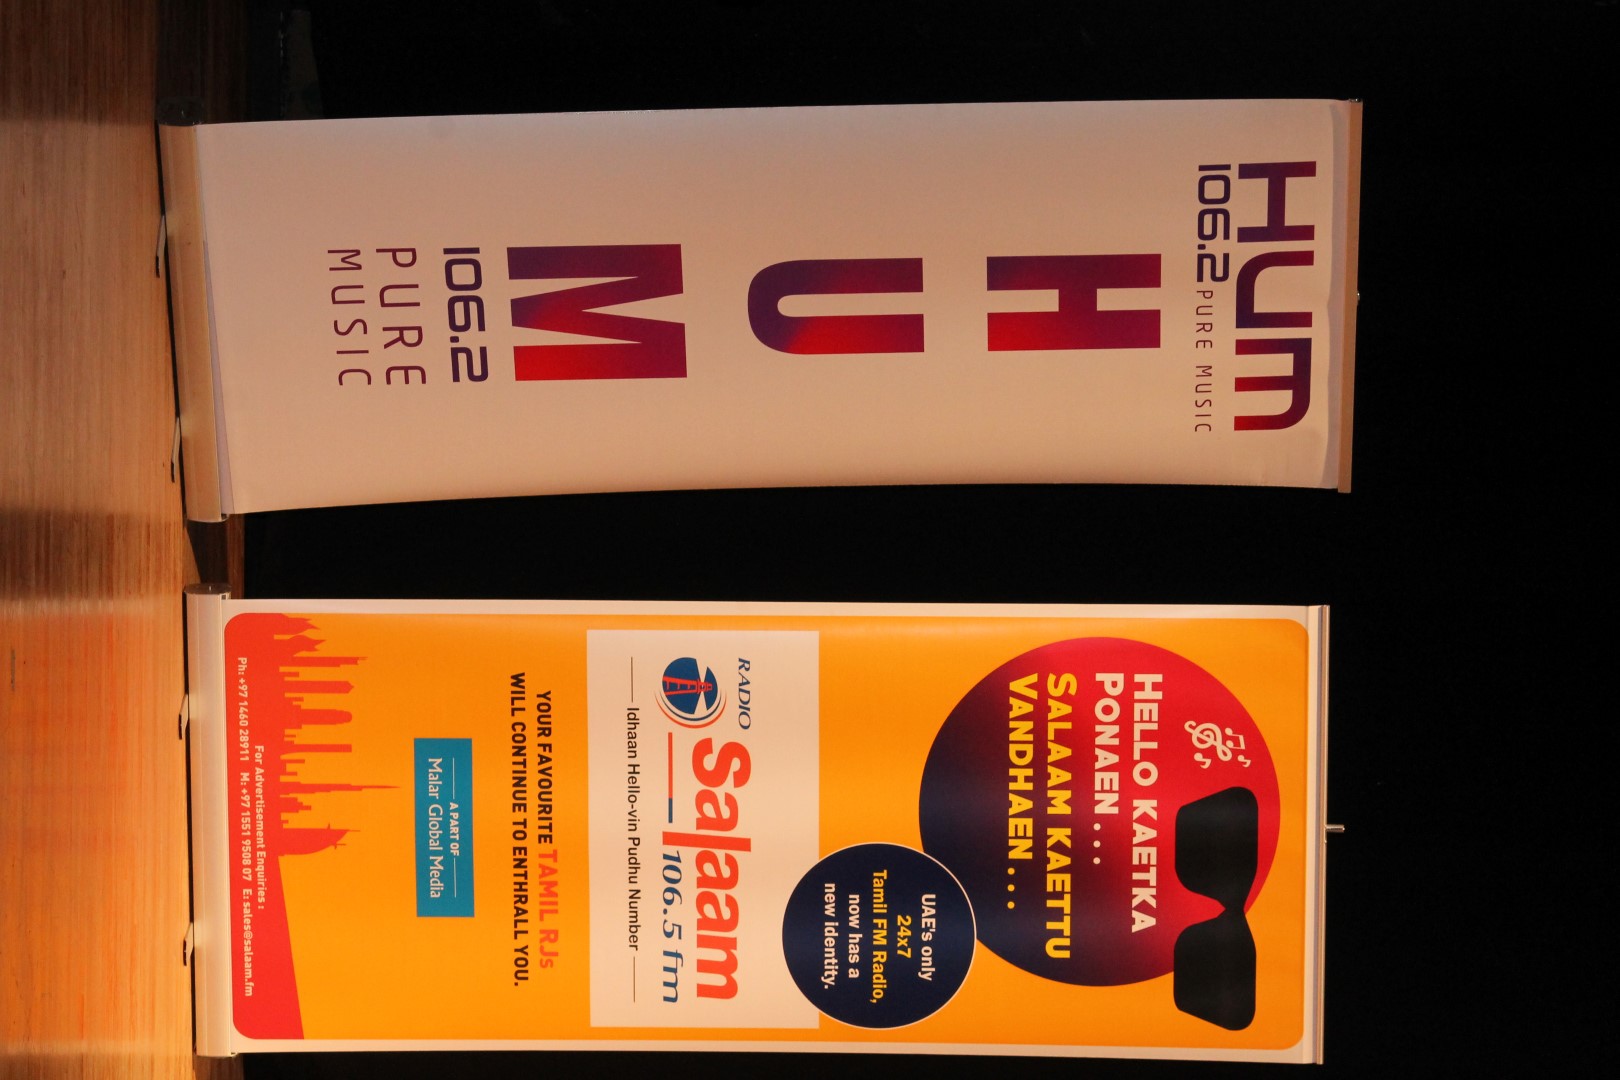 HUM
106.2 PURE MUSIC
H
U
M
106.2
PURE
MUSIC
HELLO KAETKA
PONAEN...
SALAAM KAETTU
VANDHAEN...
UAE's only
24x7
Tamil FM Radio,
now has a
new identity.
RADIO
Salaam
106.5 fm
Idhaan Hello-vin Pudhu Number
YOUR FAVOURITE TAMIL RJs
WILL CONTINUE TO ENTHRALL YOU.
A PART OF
Malar Global Media
For Advertisement Enquiries :
Ph: +97 1460 28911 M: +97 1551 9508 07 E: sales@salaam.fm